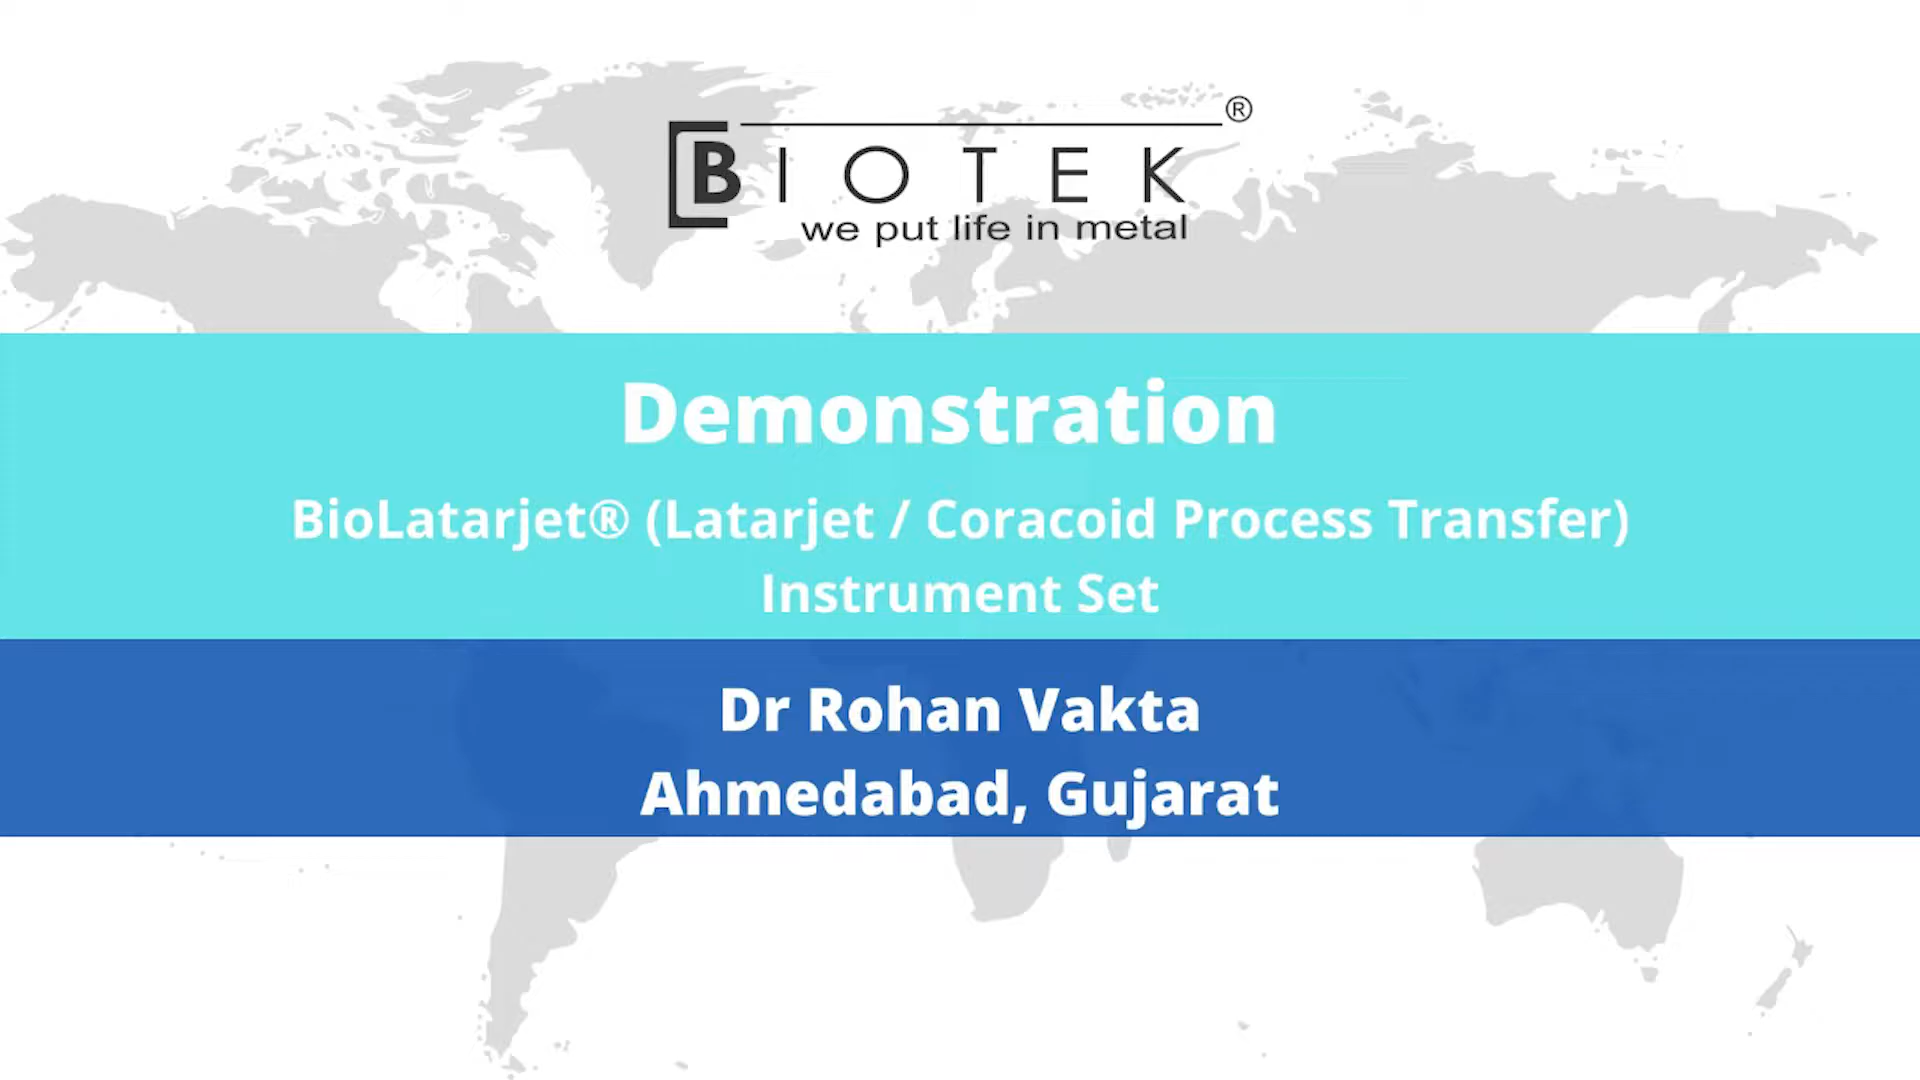 BIOTEK®
we put life in metal
Demonstration
BioLatarjet® (Latarjet / Coracoid Process Transfer)
Instrument Set
Dr Rohan Vakta
Ahmedabad, Gujarat